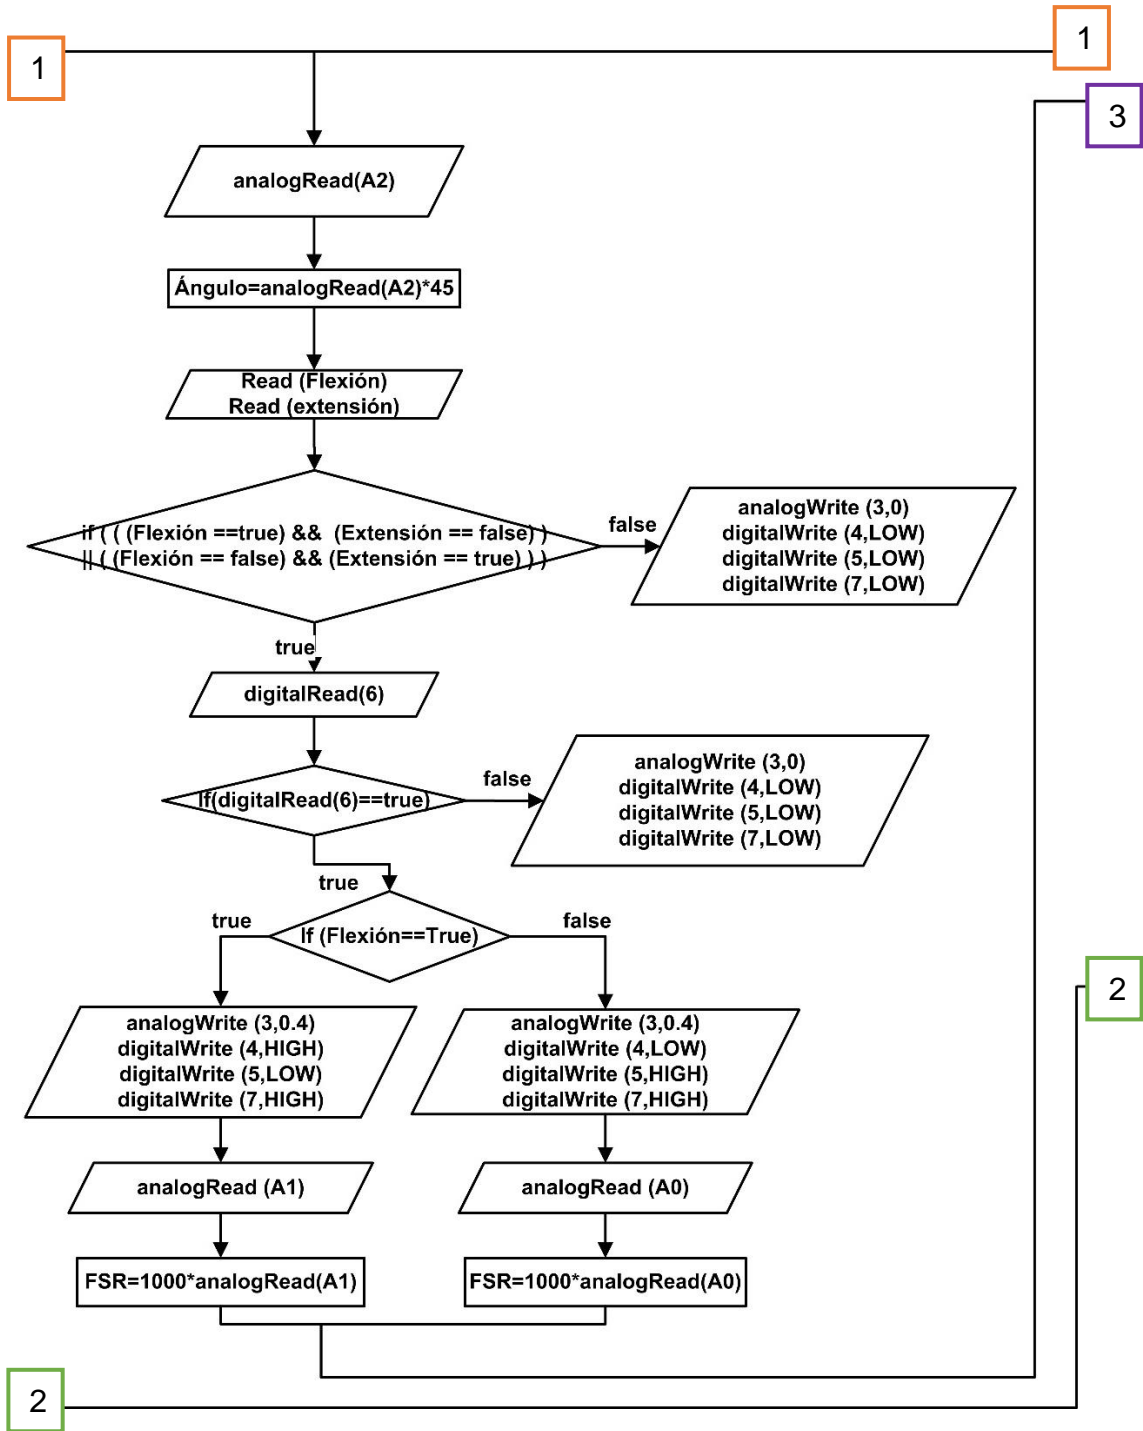 1
1
3
analogRead(A2)
Ángulo=analogRead(A2)*45
Read (Flexión)
Read (extensión)
if ( ( (Flexión ==true) && (Extensión == false) )
|| ( (Flexión == false) && (Extensión == true) ) )
false
analogWrite (3,0)
digitalWrite (4,LOW)
digitalWrite (5,LOW)
digitalWrite (7,LOW)
true
digitalRead(6)
If(digitalRead(6)==true)
false
analogWrite (3,0)
digitalWrite (4,LOW)
digitalWrite (5,LOW)
digitalWrite (7,LOW)
true
true
If (Flexión==True)
false
analogWrite (3,0.4)
digitalWrite (4,HIGH)
digitalWrite (5,LOW)
digitalWrite (7,HIGH)
analogWrite (3,0.4)
digitalWrite (4,LOW)
digitalWrite (5,HIGH)
digitalWrite (7,HIGH)
2
analogRead (A1)
analogRead (A0)
FSR=1000*analogRead(A1)
FSR=1000*analogRead(A0)
2